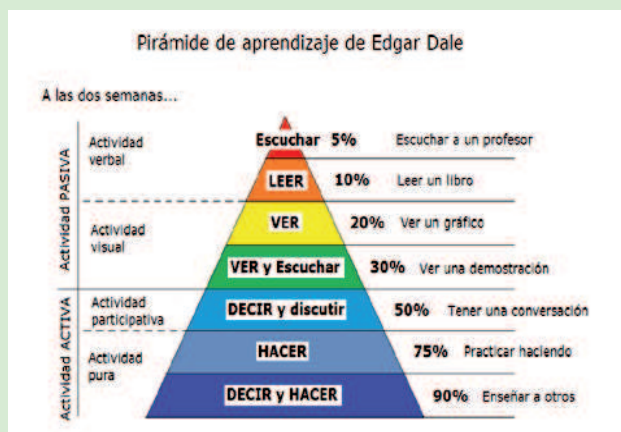 Pirámide de aprendizaje de Edgar Dale
A las dos semanas...
Actividad PASIVA
Actividad
verbal
Escuchar 5% Escuchar a un profesor
LEER 10% Leer un libro
Actividad
visual
VER 20% Ver un gráfico
VER y Escuchar 30% Ver una demostración
Actividad ACTIVA
Actividad
participativa
DECIR y discutir 50% Tener una conversación
Actividad
pura
HACER 75% Practicar haciendo
DECIR y HACER 90% Enseñar a otros